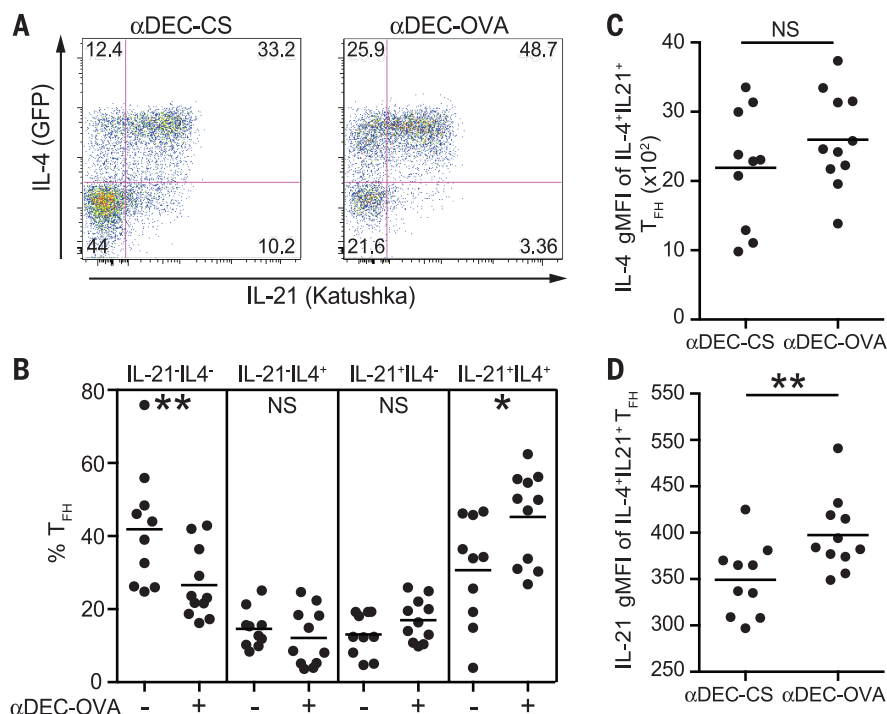 A
αDEC-CS
αDEC-OVA
12.4
33.2
44
10.2
25.9
48.7
21.6
3.36
IL-4 (GFP)
IL-21 (Katushka)
B
IL-21⁻IL4⁻
IL-21⁻IL4⁺
IL-21⁺IL4⁻
IL-21⁺IL4⁺
**
NS
NS
*
80
60
40
20
0
% T_FH
αDEC-OVA
- + - + - + - +
C
NS
40
30
20
10
0
IL-4 gMFI of IL-4⁺IL21⁺
T_FH (x10²)
αDEC-CS
αDEC-OVA
D
**
550
550
400
350
300
250
IL-21 gMFI of IL-4⁺IL21⁺ T_FH
αDEC-CS
αDEC-OVA